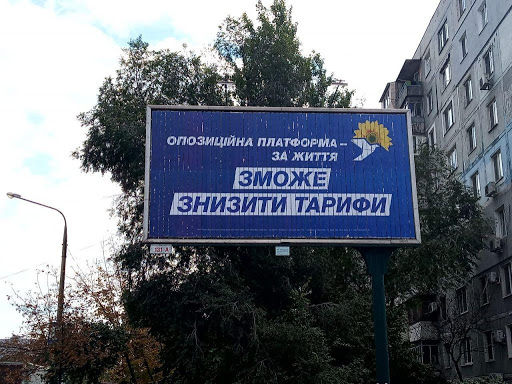 ОПОЗИЦІЙНА ПЛАТФОРМА –
ЗА ЖИТТЯ
ЗМОЖЕ
ЗНИЗИТИ ТАРИФИ